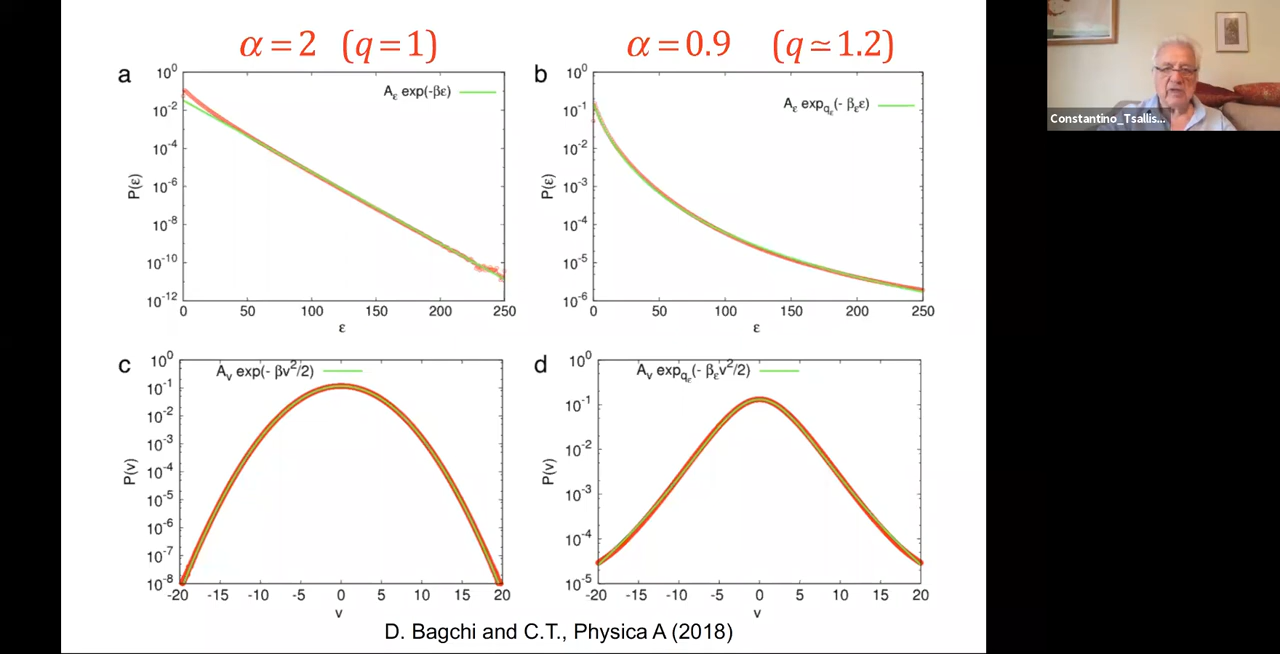 α = 2 (q = 1)
α = 0.9 (q ≃ 1.2)
Constantino_Tsallis...
a
10^0
10^-2
10^-4
10^-6
10^-8
10^-10
10^-12
P(ε)
A_ε exp(-βε)
0 50 100 150 200 250
ε
b
10^0
10^-1
10^-2
10^-3
10^-4
10^-5
10^-6
P(ε)
A_ε exp_{q_ε}(- β_ε ε)
0 50 100 150 200 250
ε
c
10^0
10^-1
10^-2
10^-3
10^-4
10^-5
10^-6
10^-7
10^-8
P(v)
A_v exp(- βv^2/2)
-20 -15 -10 -5 0 5 10 15 20
v
d
10^0
10^-1
10^-2
10^-3
10^-4
10^-5
P(v)
A_v exp_{q_ε}(- β_ε v^2/2)
-20 -15 -10 -5 0 5 10 15 20
v
D. Bagchi and C.T., Physica A (2018)